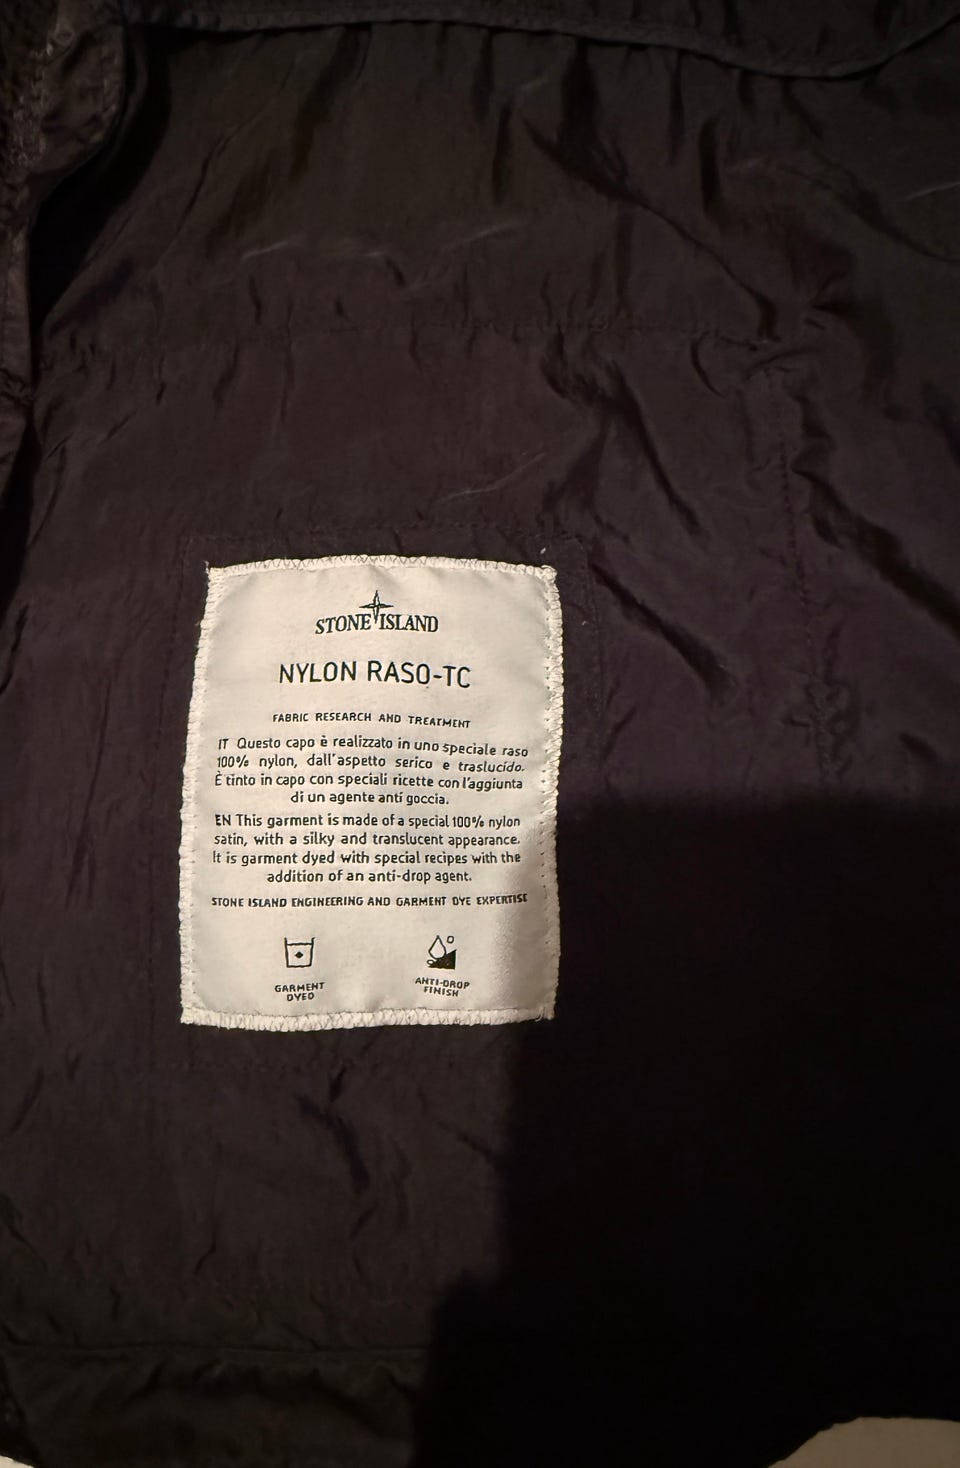 STONE ISLAND
NYLON RASO-TC
FABRIC RESEARCH AND TREATMENT
IT Questo capo è realizzato in uno speciale raso
100% nylon, dall'aspetto serico e traslucido.
È tinto in capo con speciali ricette con l'aggiunta
di un agente anti goccia.
EN This garment is made of a special 100% nylon
satin, with a silky and translucent appearance.
It is garment dyed with special recipes with the
addition of an anti-drop agent.
STONE ISLAND ENGINEERING AND GARMENT DYE EXPERTISE
GARMENT
DYED
ANTI-DROP
FINISH